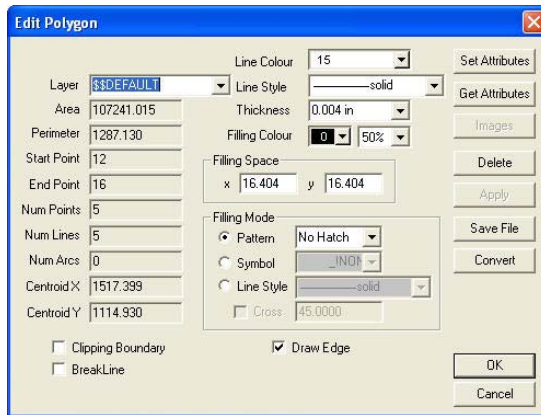 Edit Polygon
Line Colour 15 Set Attributes
Layer $$DEFAULT Line Style solid Get Attributes
Area 107241.015 Thickness 0.004 in
Perimeter 1287.130 Filling Colour 0 50% Images
Start Point 12 Filling Space Delete
End Point 16 x 16.404 y 16.404 Apply
Num Points 5 Filling Mode Save File
Num Lines 5 Pattern No Hatch
Num Arcs 0 Symbol Convert
Centroid X 1517.399 Line Style solid
Centroid Y 1114.930 Cross 45.0000
Clipping Boundary Draw Edge
BreakLine OK
Cancel